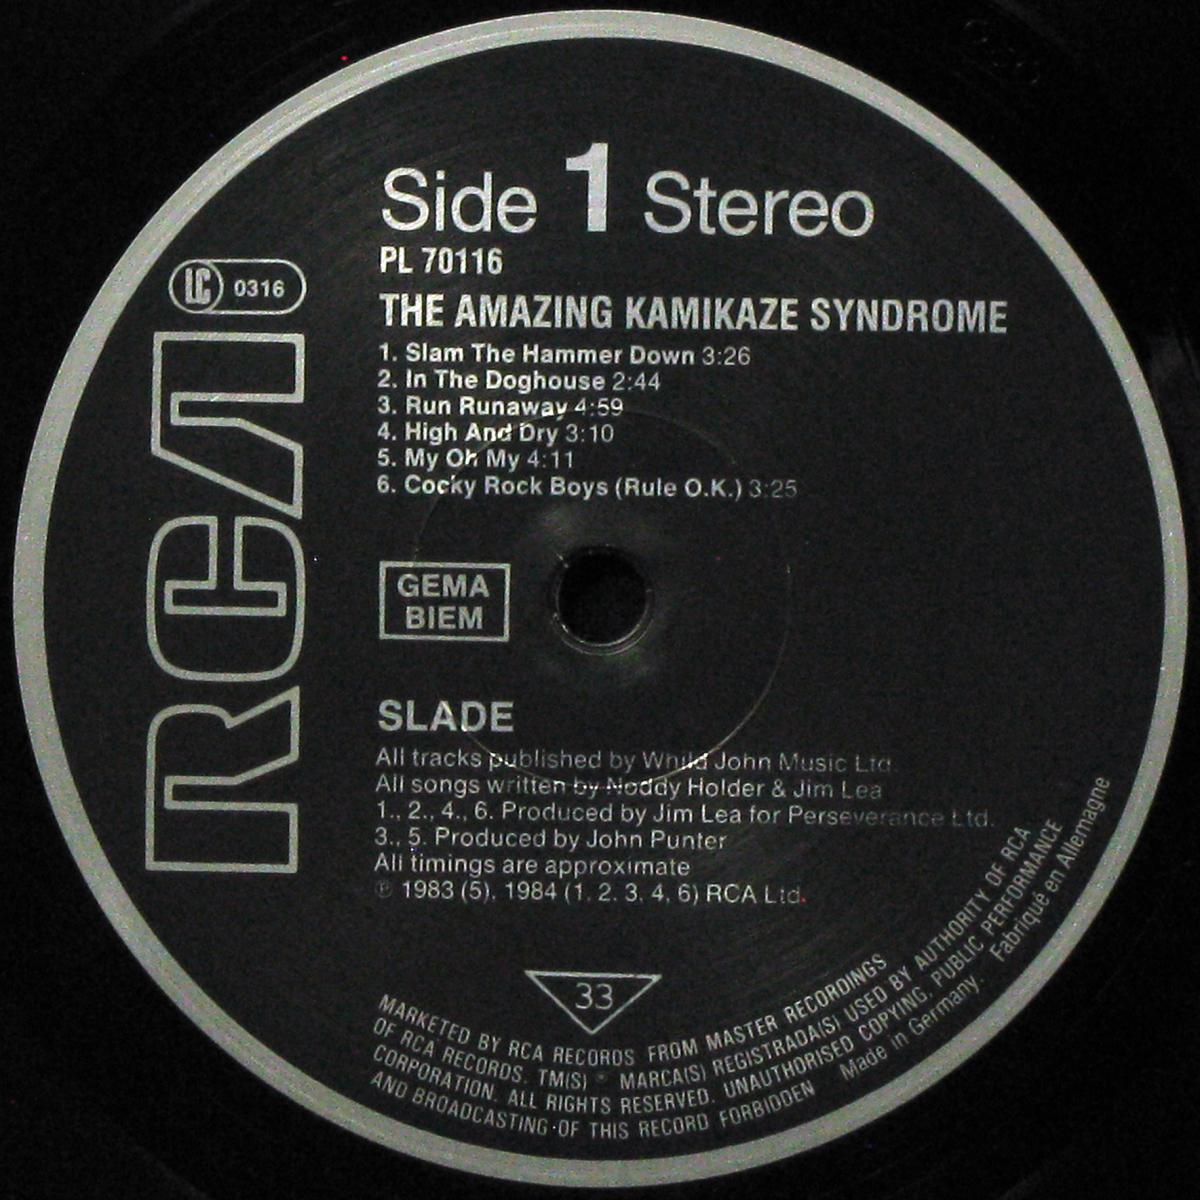 Side 1 Stereo
PL 70116
LC 0316
THE AMAZING KAMIKAZE SYNDROME
1. Slam The Hammer Down 3:26
2. In The Doghouse 2:44
3. Run Runaway 4:59
4. High And Dry 3:10
5. My Oh My 4:11
6. Cocky Rock Boys (Rule O.K.) 3:25
RCA
GEMA
BIEM
SLADE
All tracks published by Whild John Music Ltd.
All songs written by Noddy Holder & Jim Lea
1., 2., 4., 6. Produced by Jim Lea for Perseverance Ltd.
3., 5. Produced by John Punter
All timings are approximate
℗ 1983 (5), 1984 (1, 2, 3, 4, 6) RCA Ltd.
33
MARKETED BY RCA RECORDS FROM MASTER RECORDINGS
OF RCA RECORDS. TM(S) ® MARCA(S) REGISTRADA(S) USED BY AUTHORITY OF RCA
CORPORATION. ALL RIGHTS RESERVED. UNAUTHORISED COPYING, PUBLIC PERFORMANCE
AND BROADCASTING OF THIS RECORD FORBIDDEN Made in Germany. Fabriqué en Allemagne